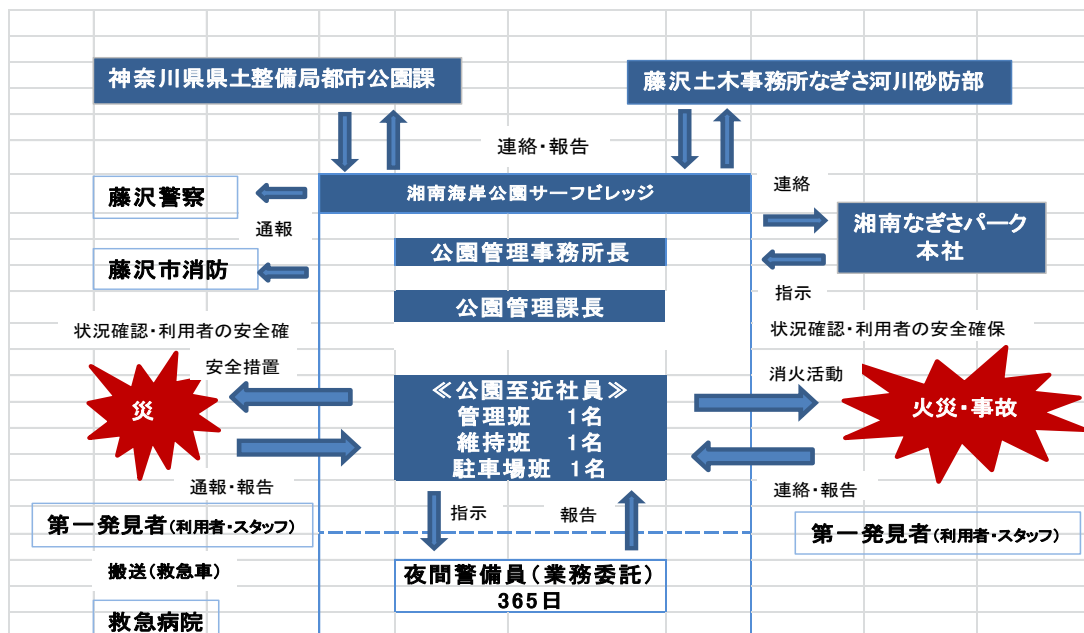 神奈川県県土整備局都市公園課
藤沢土木事務所なぎさ河川砂防部
連絡・報告
藤沢警察
湘南海岸公園サーフビレッジ
連絡
通報
湘南なぎさパーク
本社
公園管理事務所長
藤沢市消防
公園管理課長
指示
状況確認・利用者の安全確
状況確認・利用者の安全確保
安全措置
消火活動
災
≪公園至近社員≫
管理班 1名
維持班 1名
駐車場班 1名
火災・事故
通報・報告
連絡・報告
第一発見者(利用者・スタッフ)
指示
報告
第一発見者(利用者・スタッフ)
搬送(救急車)
夜間警備員(業務委託)
365日
救急病院